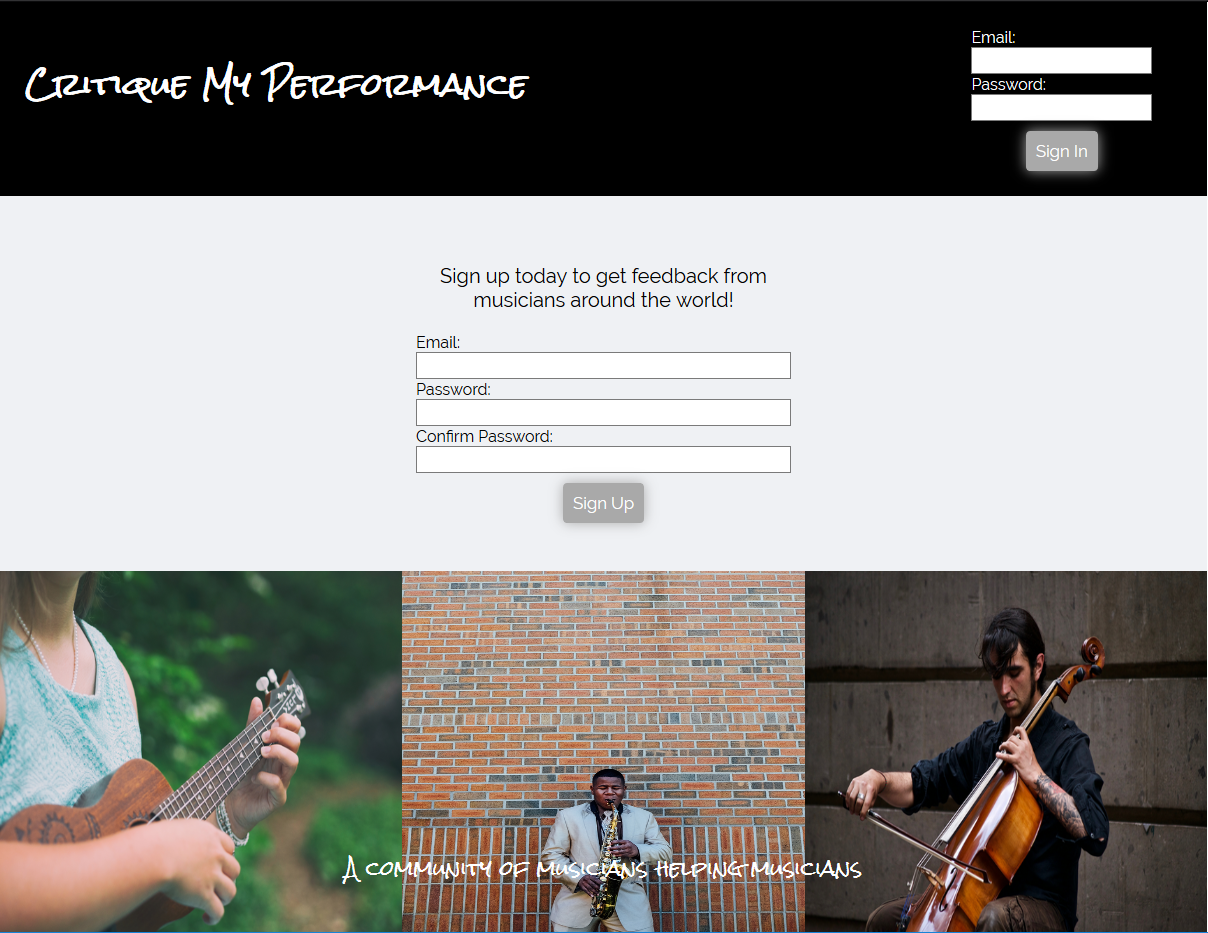 Critique My Performance
Email:
Password:
Sign In
Sign up today to get feedback from
musicians around the world!
Email:
Password:
Confirm Password:
Sign Up
A community of musicians helping musicians